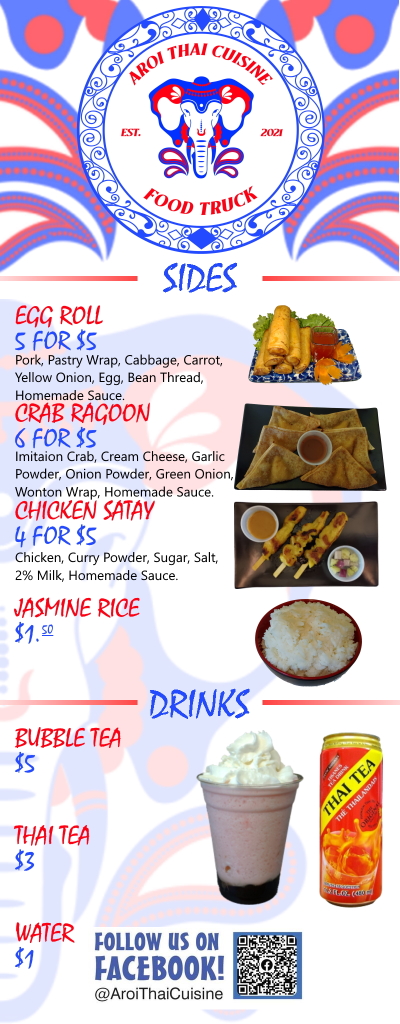 AROI THAI CUISINE
EST.
2021
FOOD TRUCK
SIDES
EGG ROLL
5 FOR $5
Pork, Pastry Wrap, Cabbage, Carrot,
Yellow Onion, Egg, Bean Thread,
Homemade Sauce.
CRAB RAGOON
6 FOR $5
Imitaion Crab, Cream Cheese, Garlic
Powder, Onion Powder, Green Onion,
Wonton Wrap, Homemade Sauce.
CHICKEN SATAY
4 FOR $5
Chicken, Curry Powder, Sugar, Salt,
2% Milk, Homemade Sauce.
JASMINE RICE
$1.50
DRINKS
BUBBLE TEA
$5
THAI TEA
THE THAILANDIAN
THAI TEA
$3
WATER
$1
FOLLOW US ON
FACEBOOK!
@AroiThaiCuisine